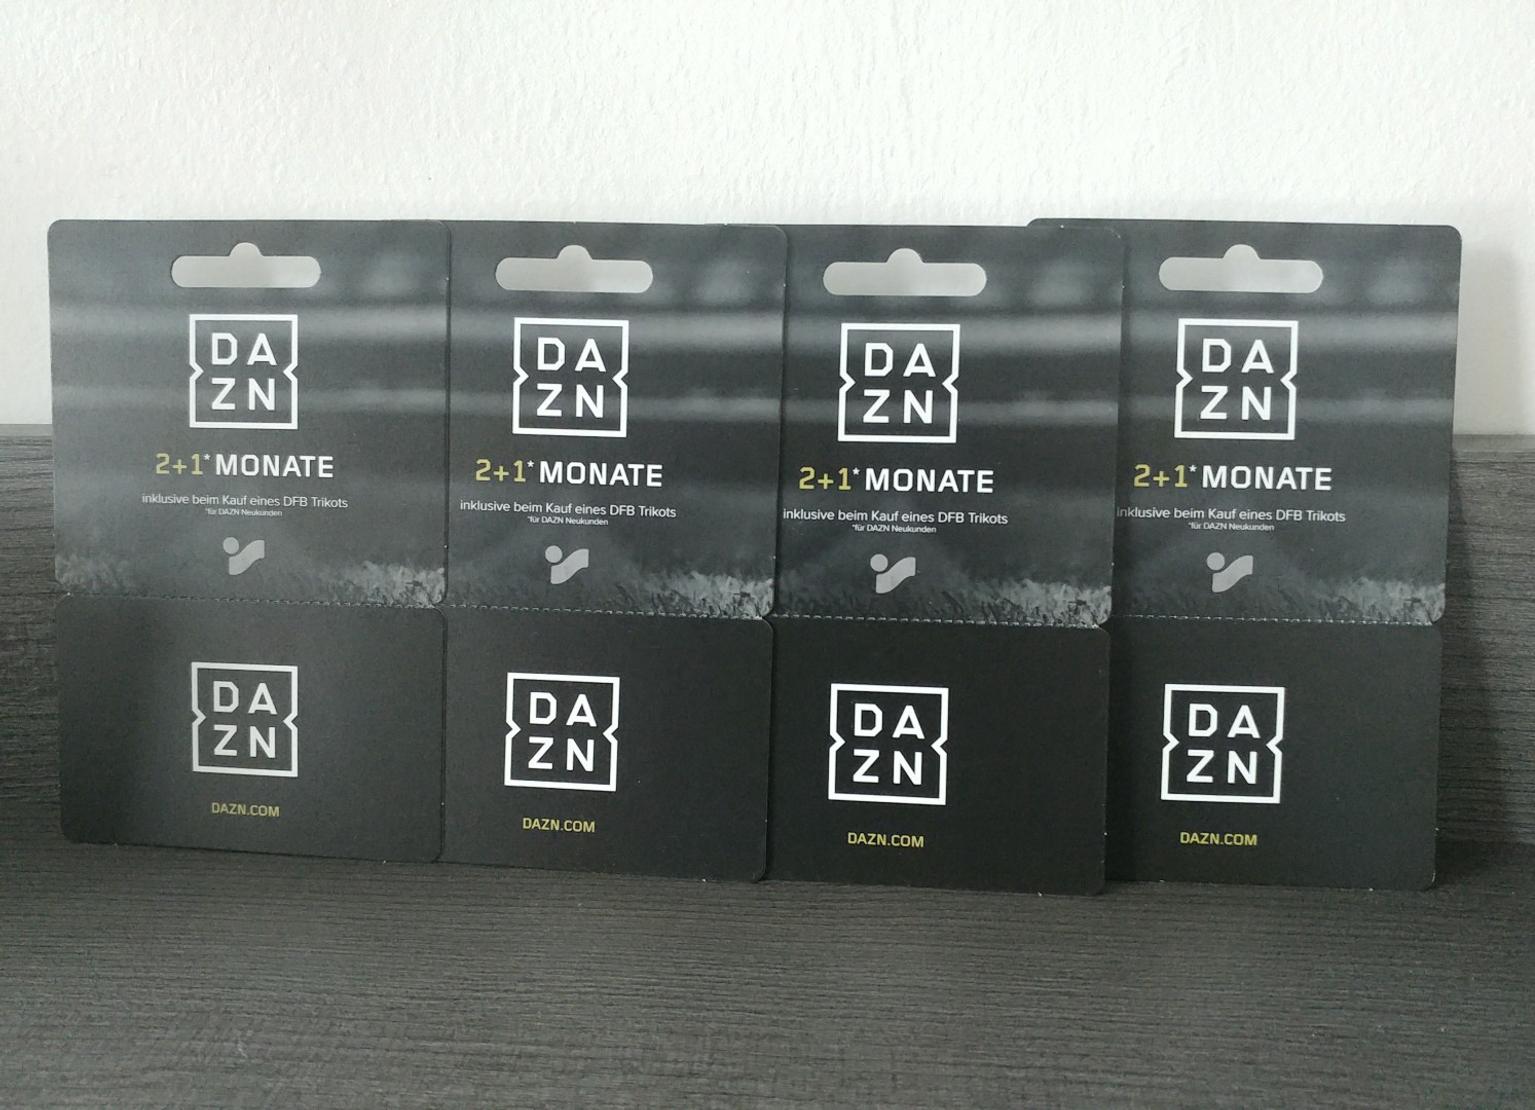 DA
ZN
2+1* MONATE
inklusive beim Kauf eines DFB Trikots
*für DAZN Neukunden
DA
ZN
DAZN.COM
DA
ZN
2+1* MONATE
inklusive beim Kauf eines DFB Trikots
*für DAZN Neukunden
DA
ZN
DAZN.COM
DA
ZN
2+1* MONATE
inklusive beim Kauf eines DFB Trikots
*für DAZN Neukunden
DA
ZN
DAZN.COM
DA
ZN
2+1* MONATE
inklusive beim Kauf eines DFB Trikots
*für DAZN Neukunden
DA
ZN
DAZN.COM